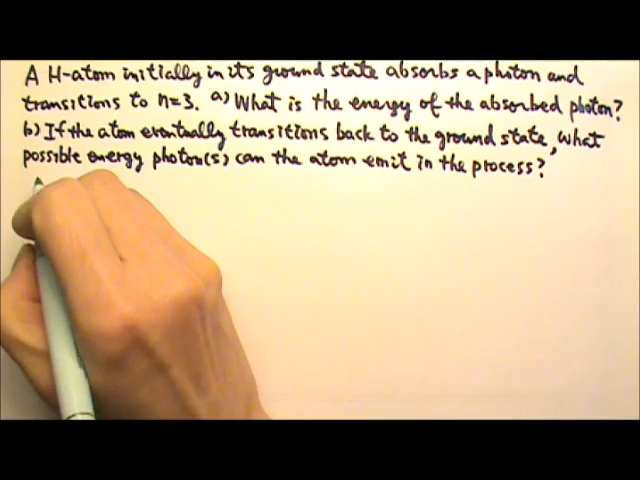 A H-atom initially in its ground state absorbs a photon and
transitions to n=3. a) What is the energy of the absorbed photon?
b) If the atom eventually transitions back to the ground state, what
possible energy photon(s) can the atom emit in the process?